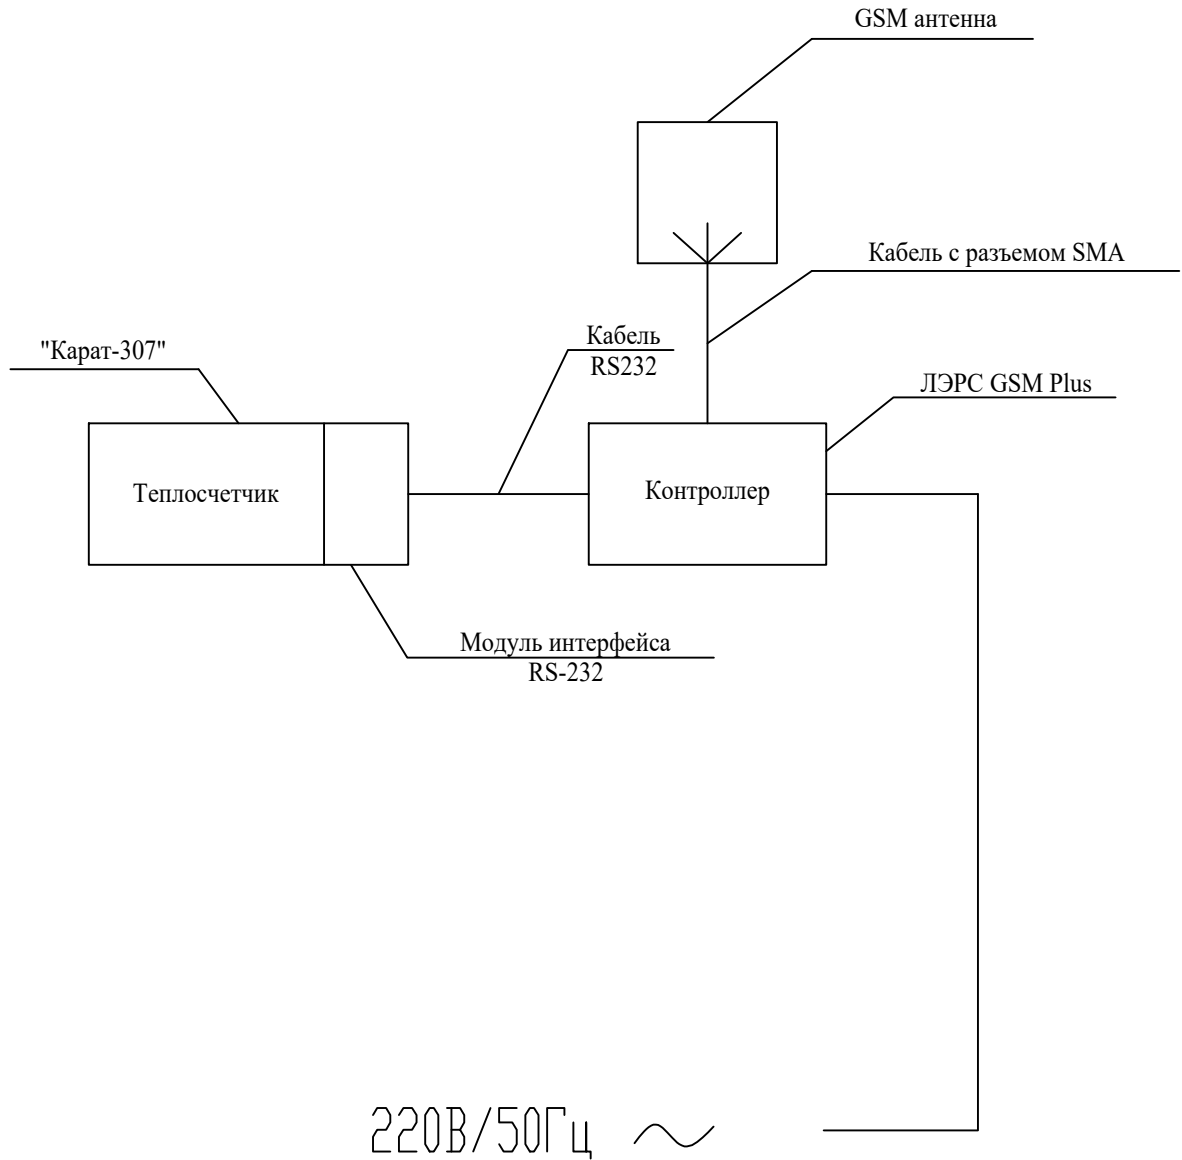 GSM антенна
Кабель с разъемом SMA
Кабель
RS232
"Карат-307"
ЛЭРС GSM Plus
Теплосчетчик
Контроллер
Модуль интерфейса
RS-232
220В/50Гц